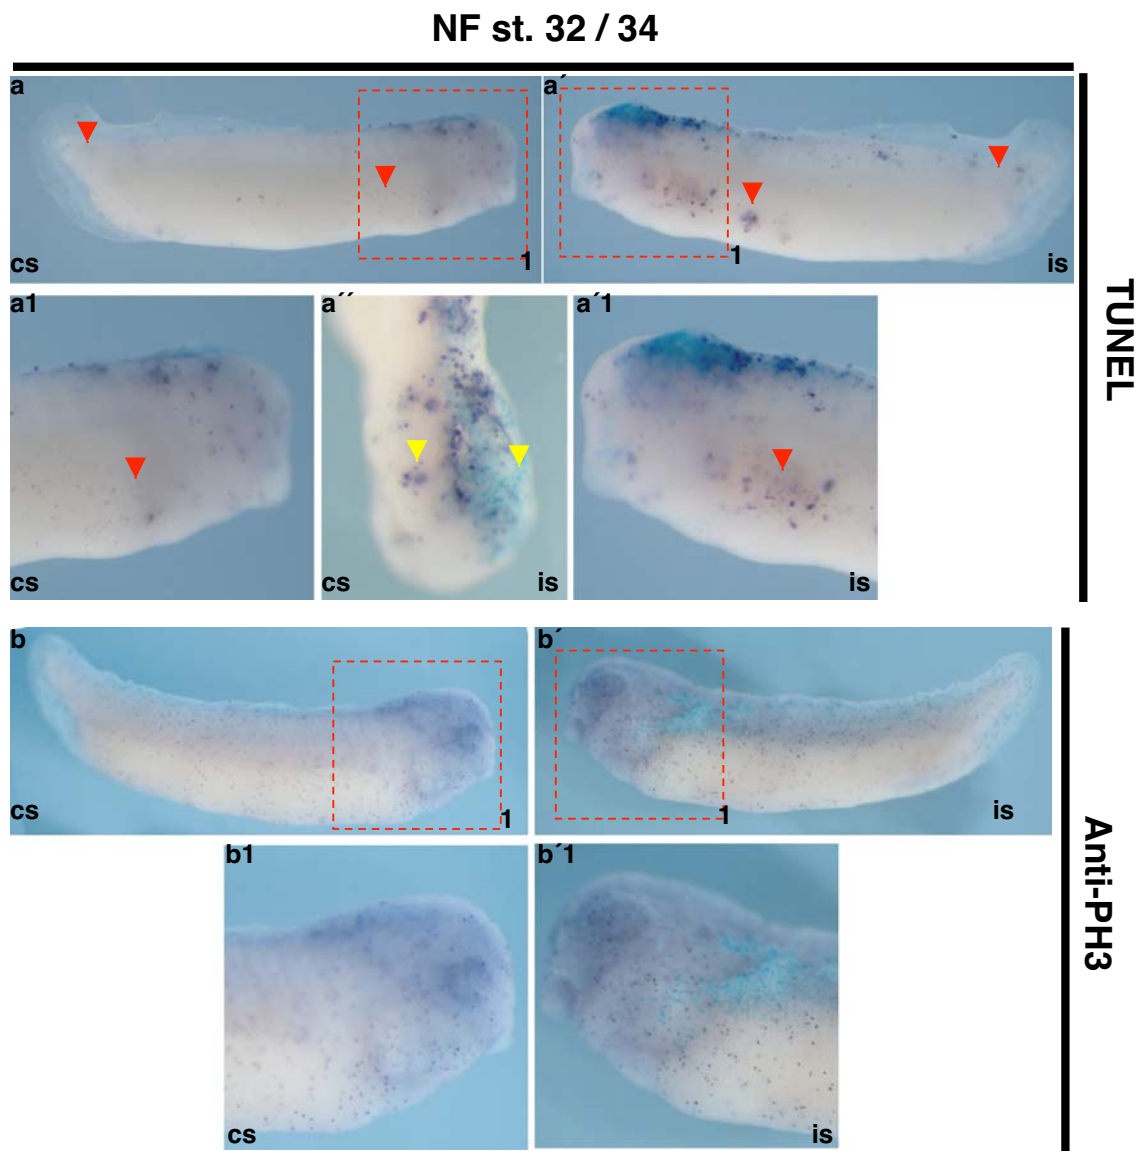 NF st. 32 / 34
a
cs
1
a´
1
is
TUNEL
a1
cs
a´´
cs
is
a´1
is
b
cs
1
b´
1
is
Anti-PH3
b1
cs
b´1
is